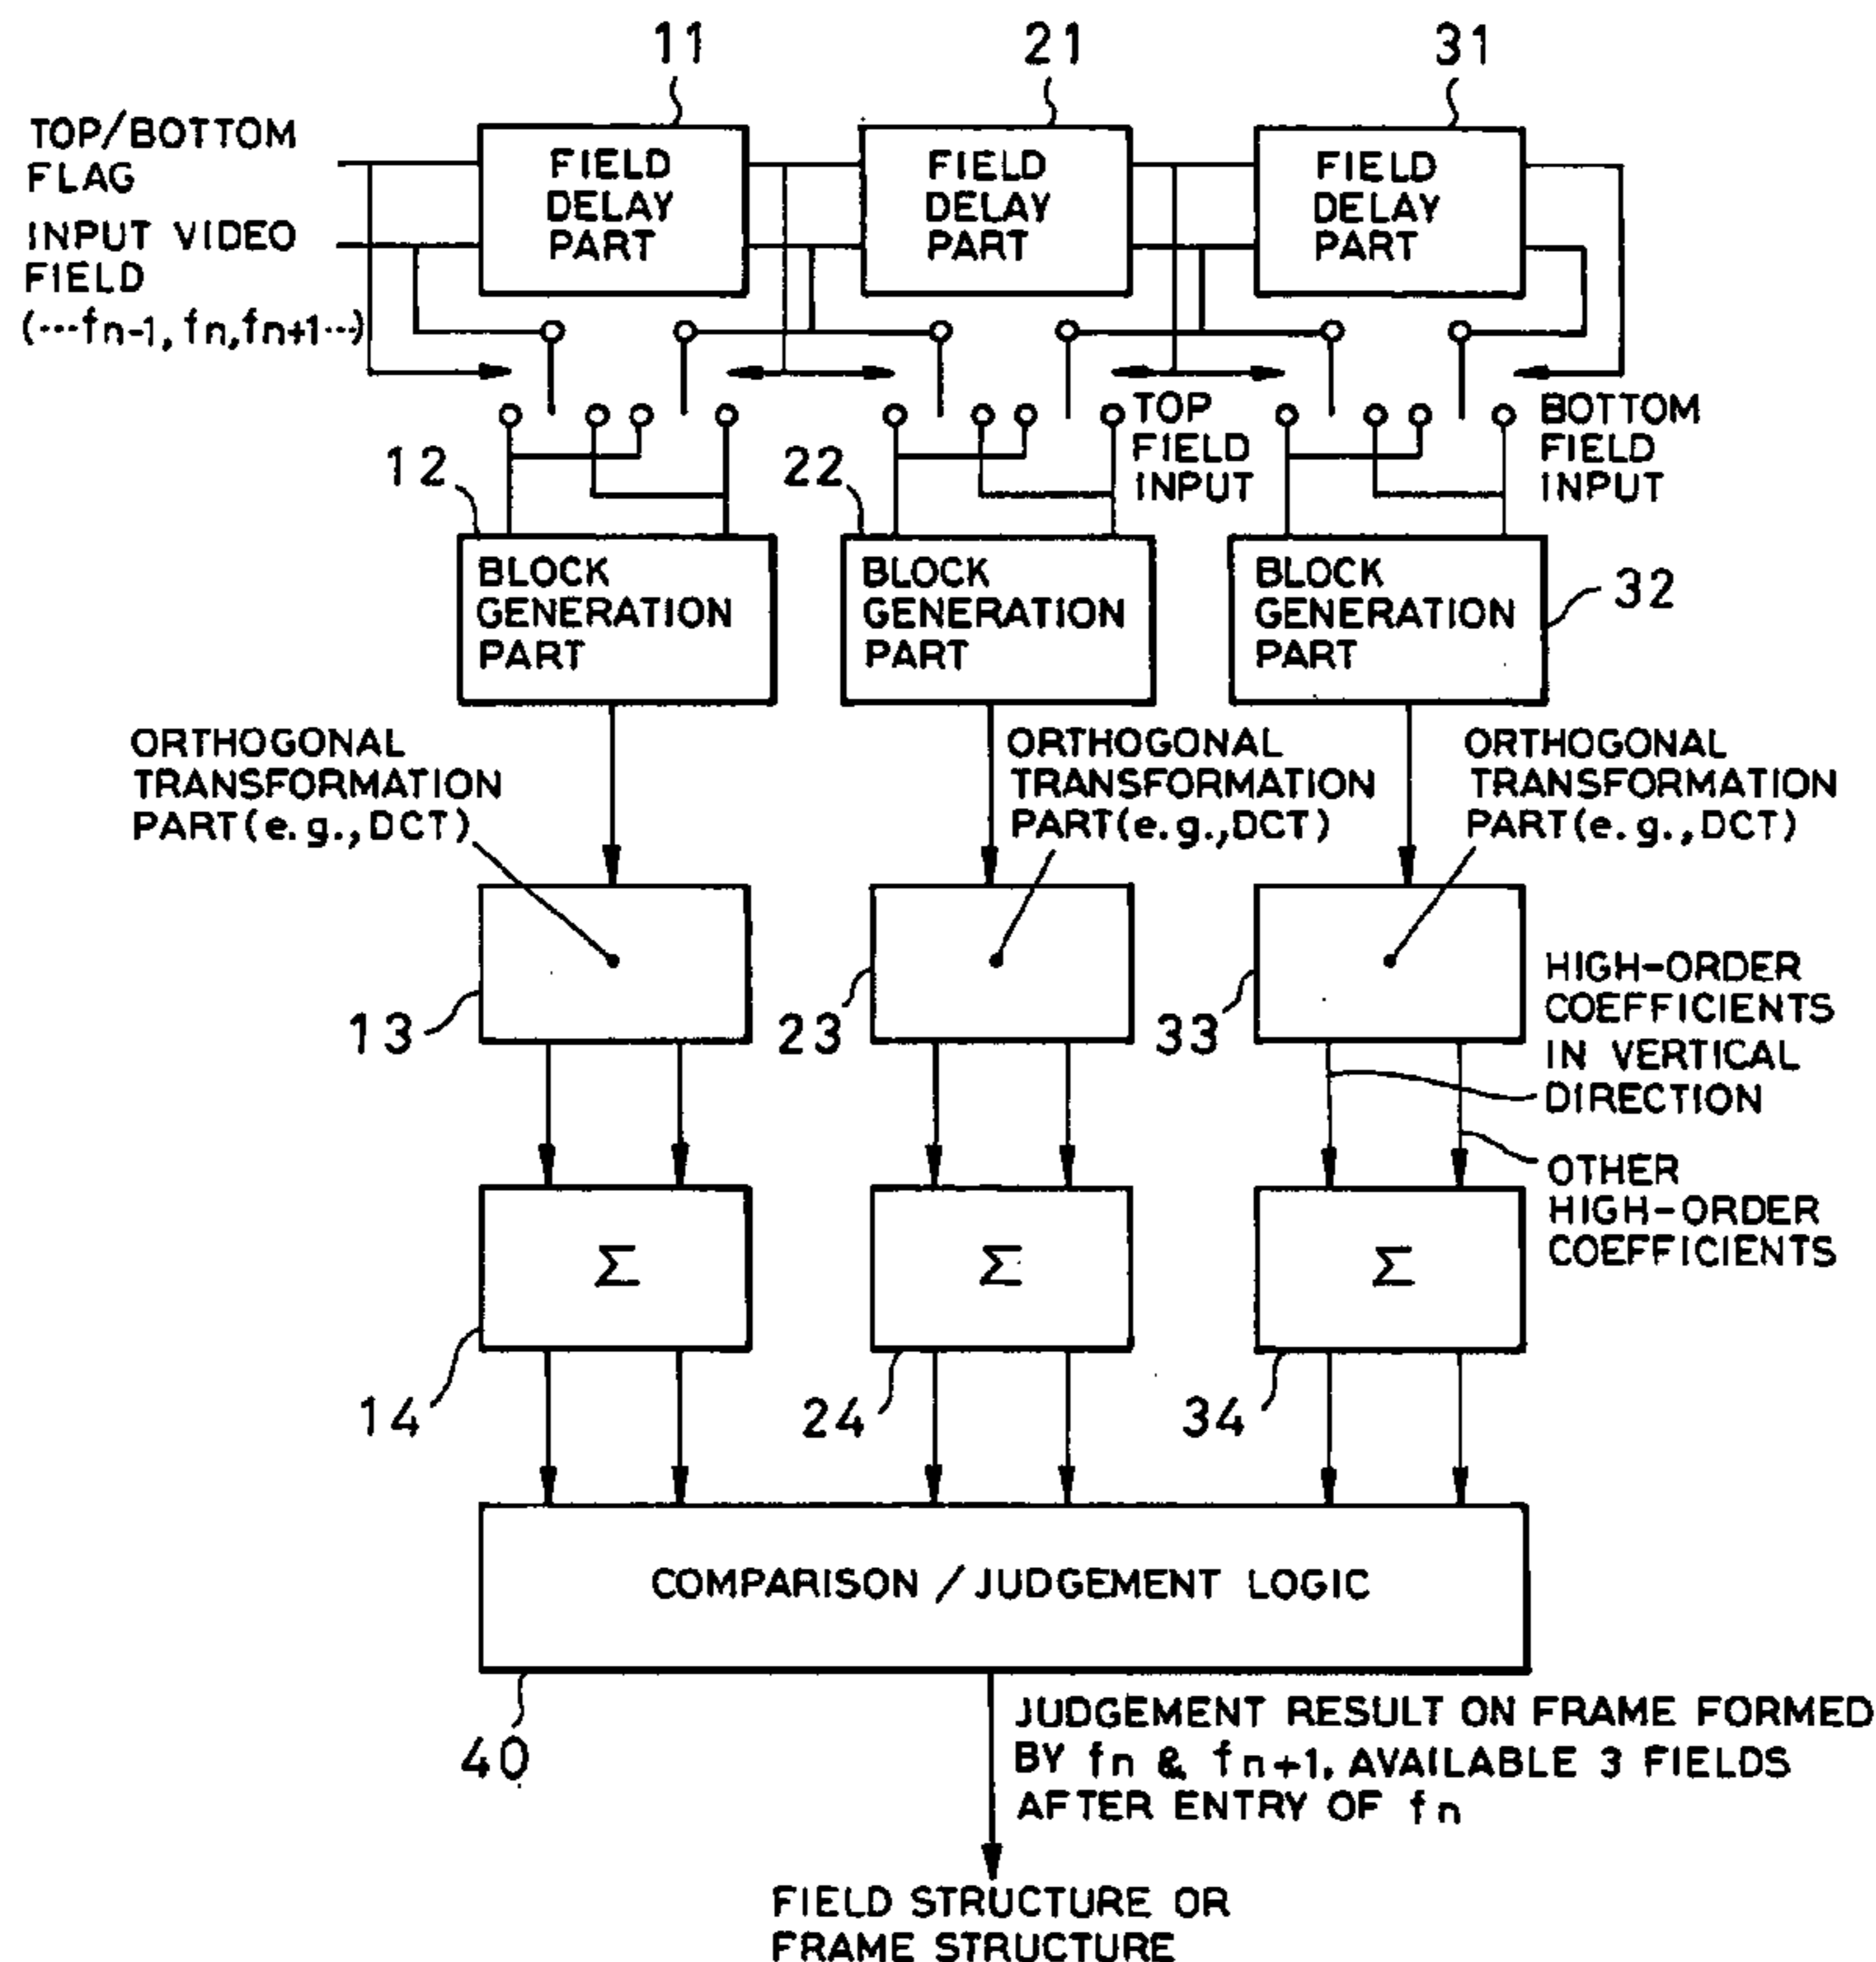 11
21
31
TOP/BOTTOM
FLAG
INPUT VIDEO
FIELD
(···fn-1, fn, fn+1···)
FIELD
DELAY
PART
FIELD
DELAY
PART
FIELD
DELAY
PART
TOP
FIELD
INPUT
BOTTOM
FIELD
INPUT
12
22
32
BLOCK
GENERATION
PART
BLOCK
GENERATION
PART
BLOCK
GENERATION
PART
ORTHOGONAL
TRANSFORMATION
PART(e.g.,DCT)
ORTHOGONAL
TRANSFORMATION
PART(e.g.,DCT)
ORTHOGONAL
TRANSFORMATION
PART(e.g.,DCT)
13
23
33
HIGH-ORDER
COEFFICIENTS
IN VERTICAL
DIRECTION
OTHER
HIGH-ORDER
COEFFICIENTS
Σ
Σ
Σ
14
24
34
COMPARISON / JUDGEMENT LOGIC
40
JUDGEMENT RESULT ON FRAME FORMED
BY fn & fn+1, AVAILABLE 3 FIELDS
AFTER ENTRY OF fn
FIELD STRUCTURE OR
FRAME STRUCTURE